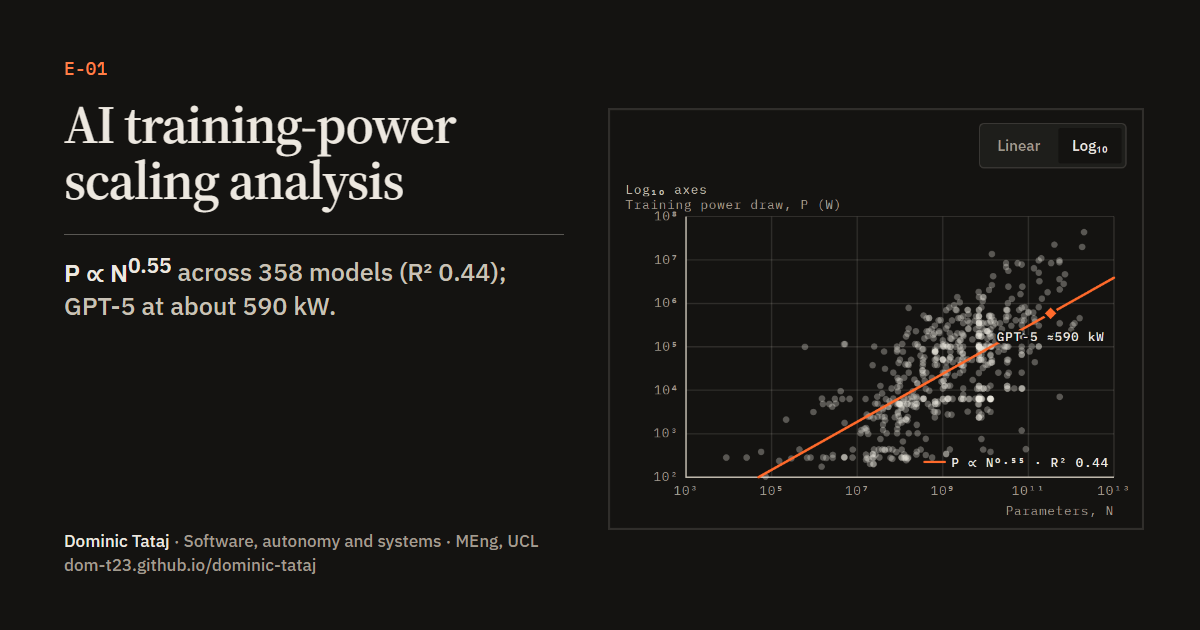 E-01
AI training-power
scaling analysis
P ∝ N⁰·⁵⁵ across 358 models (R² 0.44);
GPT-5 at about 590 kW.
Dominic Tataj · Software, autonomy and systems · MEng, UCL
dom-t23.github.io/dominic-tataj
Linear Log₁₀
Log₁₀ axes
Training power draw, P (W)
10⁸
10⁷
10⁶
10⁵
10⁴
10³
10²
GPT-5 ≈590 kW
P ∝ N⁰·⁵⁵ · R² 0.44
10³ 10⁵ 10⁷ 10⁹ 10¹¹ 10¹³
Parameters, N